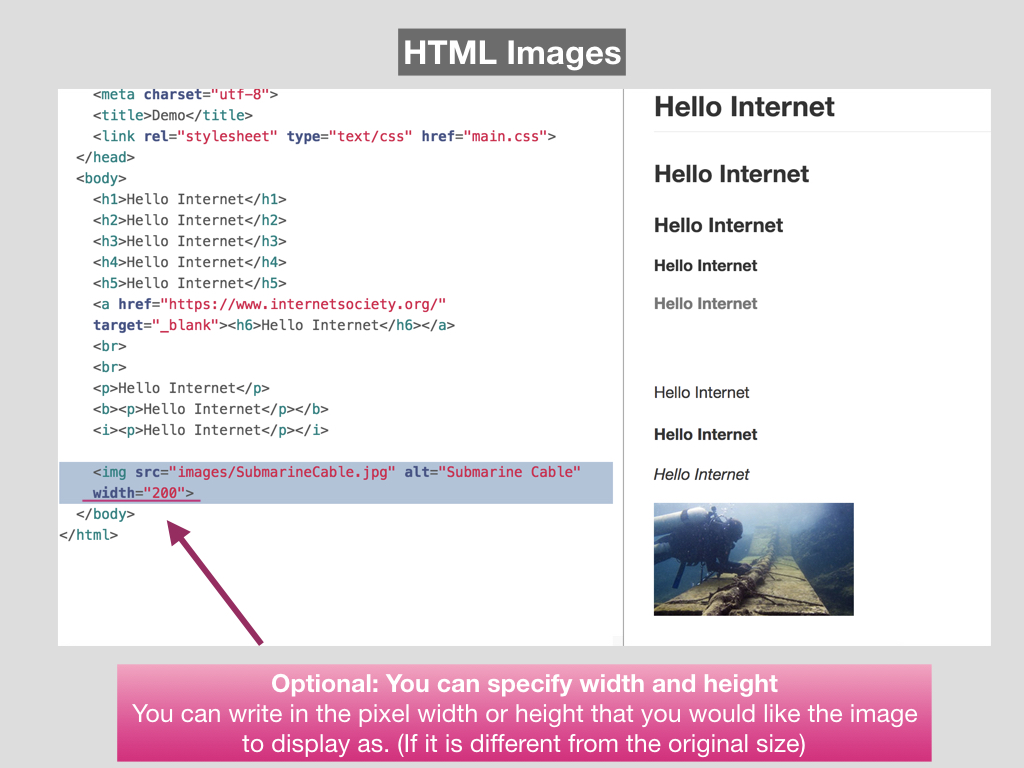 HTML Images
<meta charset="utf-8">
<title>Demo</title>
<link rel="stylesheet" type="text/css" href="main.css">
</head>
<body>
<h1>Hello Internet</h1>
<h2>Hello Internet</h2>
<h3>Hello Internet</h3>
<h4>Hello Internet</h4>
<h5>Hello Internet</h5>
<a href="https://www.internetsociety.org/"
target="_blank"><h6>Hello Internet</h6></a>
<br>
<br>
<p>Hello Internet</p>
<b><p>Hello Internet</p></b>
<i><p>Hello Internet</p></i>
<img src="images/SubmarineCable.jpg" alt="Submarine Cable"
width="200">
</body>
</html>
Hello Internet
Hello Internet
Hello Internet
Hello Internet
Hello Internet
Hello Internet
Hello Internet
Hello Internet
Optional: You can specify width and height
You can write in the pixel width or height that you would like the image
to display as. (If it is different from the original size)